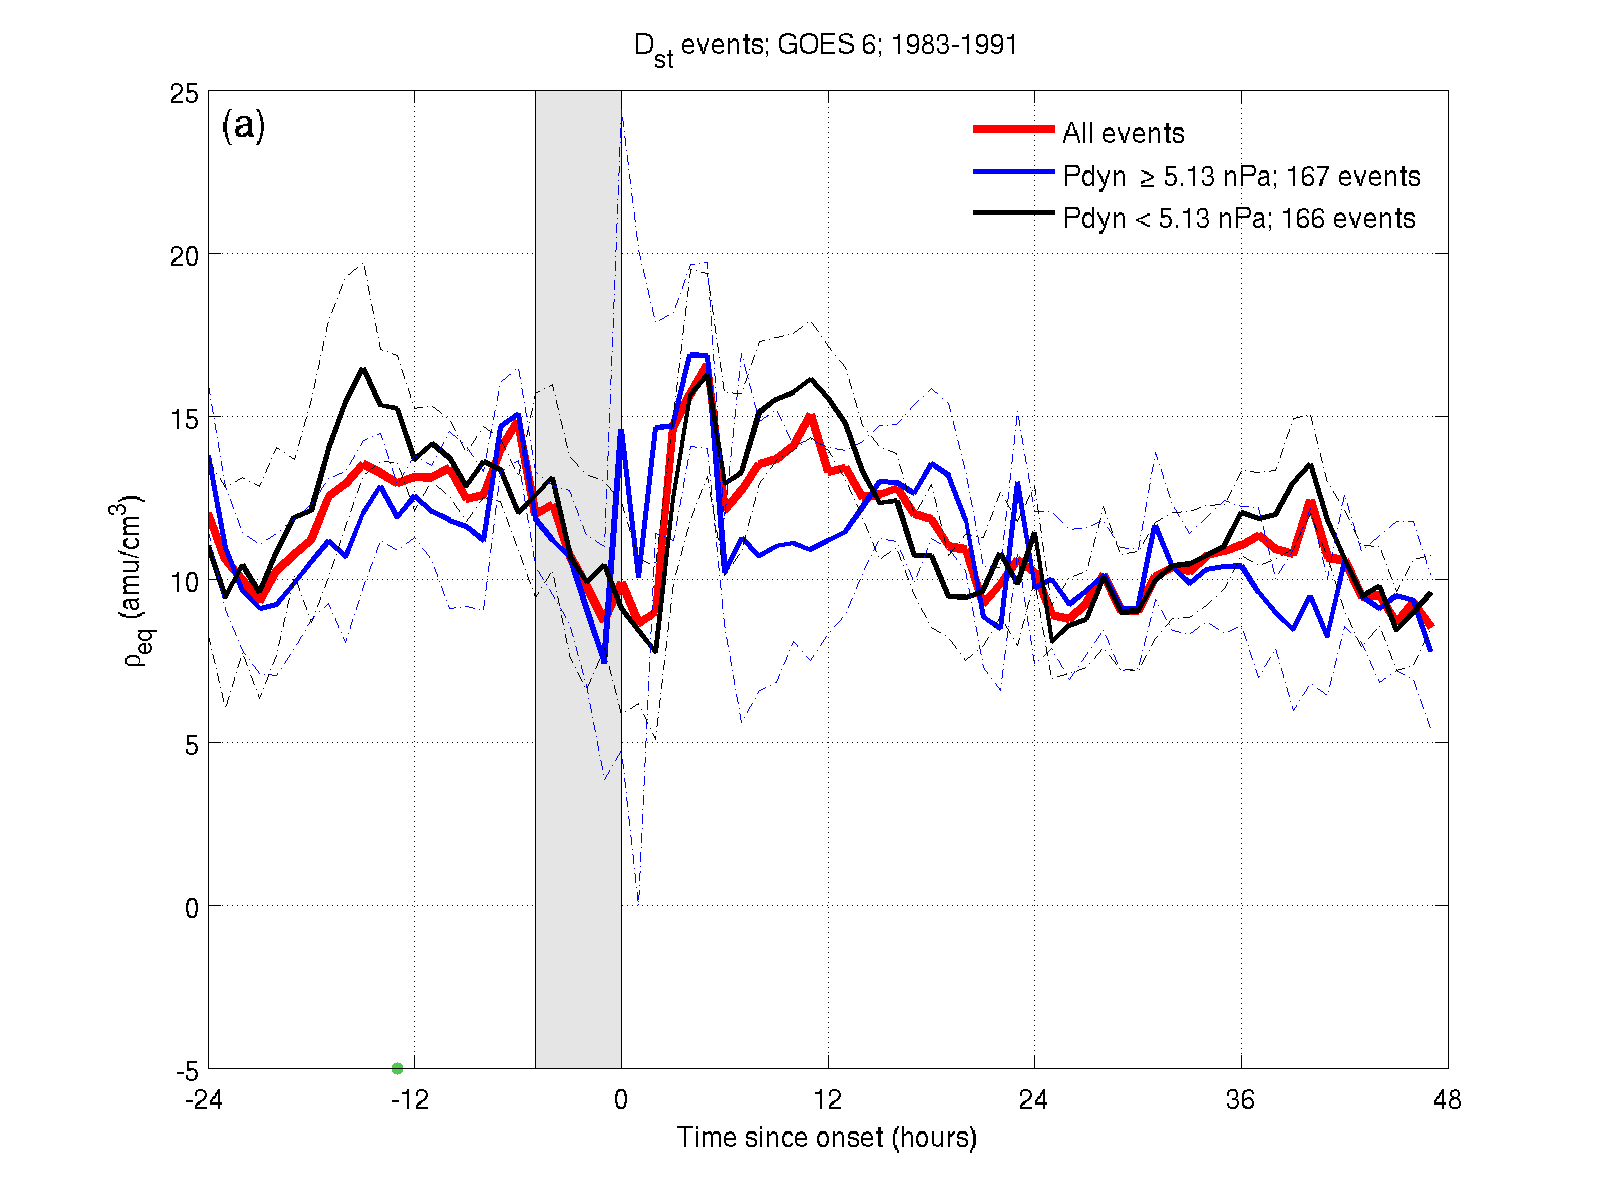 D_st events; GOES 6; 1983-1991
(a)
All events
Pdyn ≥ 5.13 nPa; 167 events
Pdyn < 5.13 nPa; 166 events
25
20
15
10
5
0
-5
ρ_eq (amu/cm³)
-24 -12 0 12 24 36 48
Time since onset (hours)